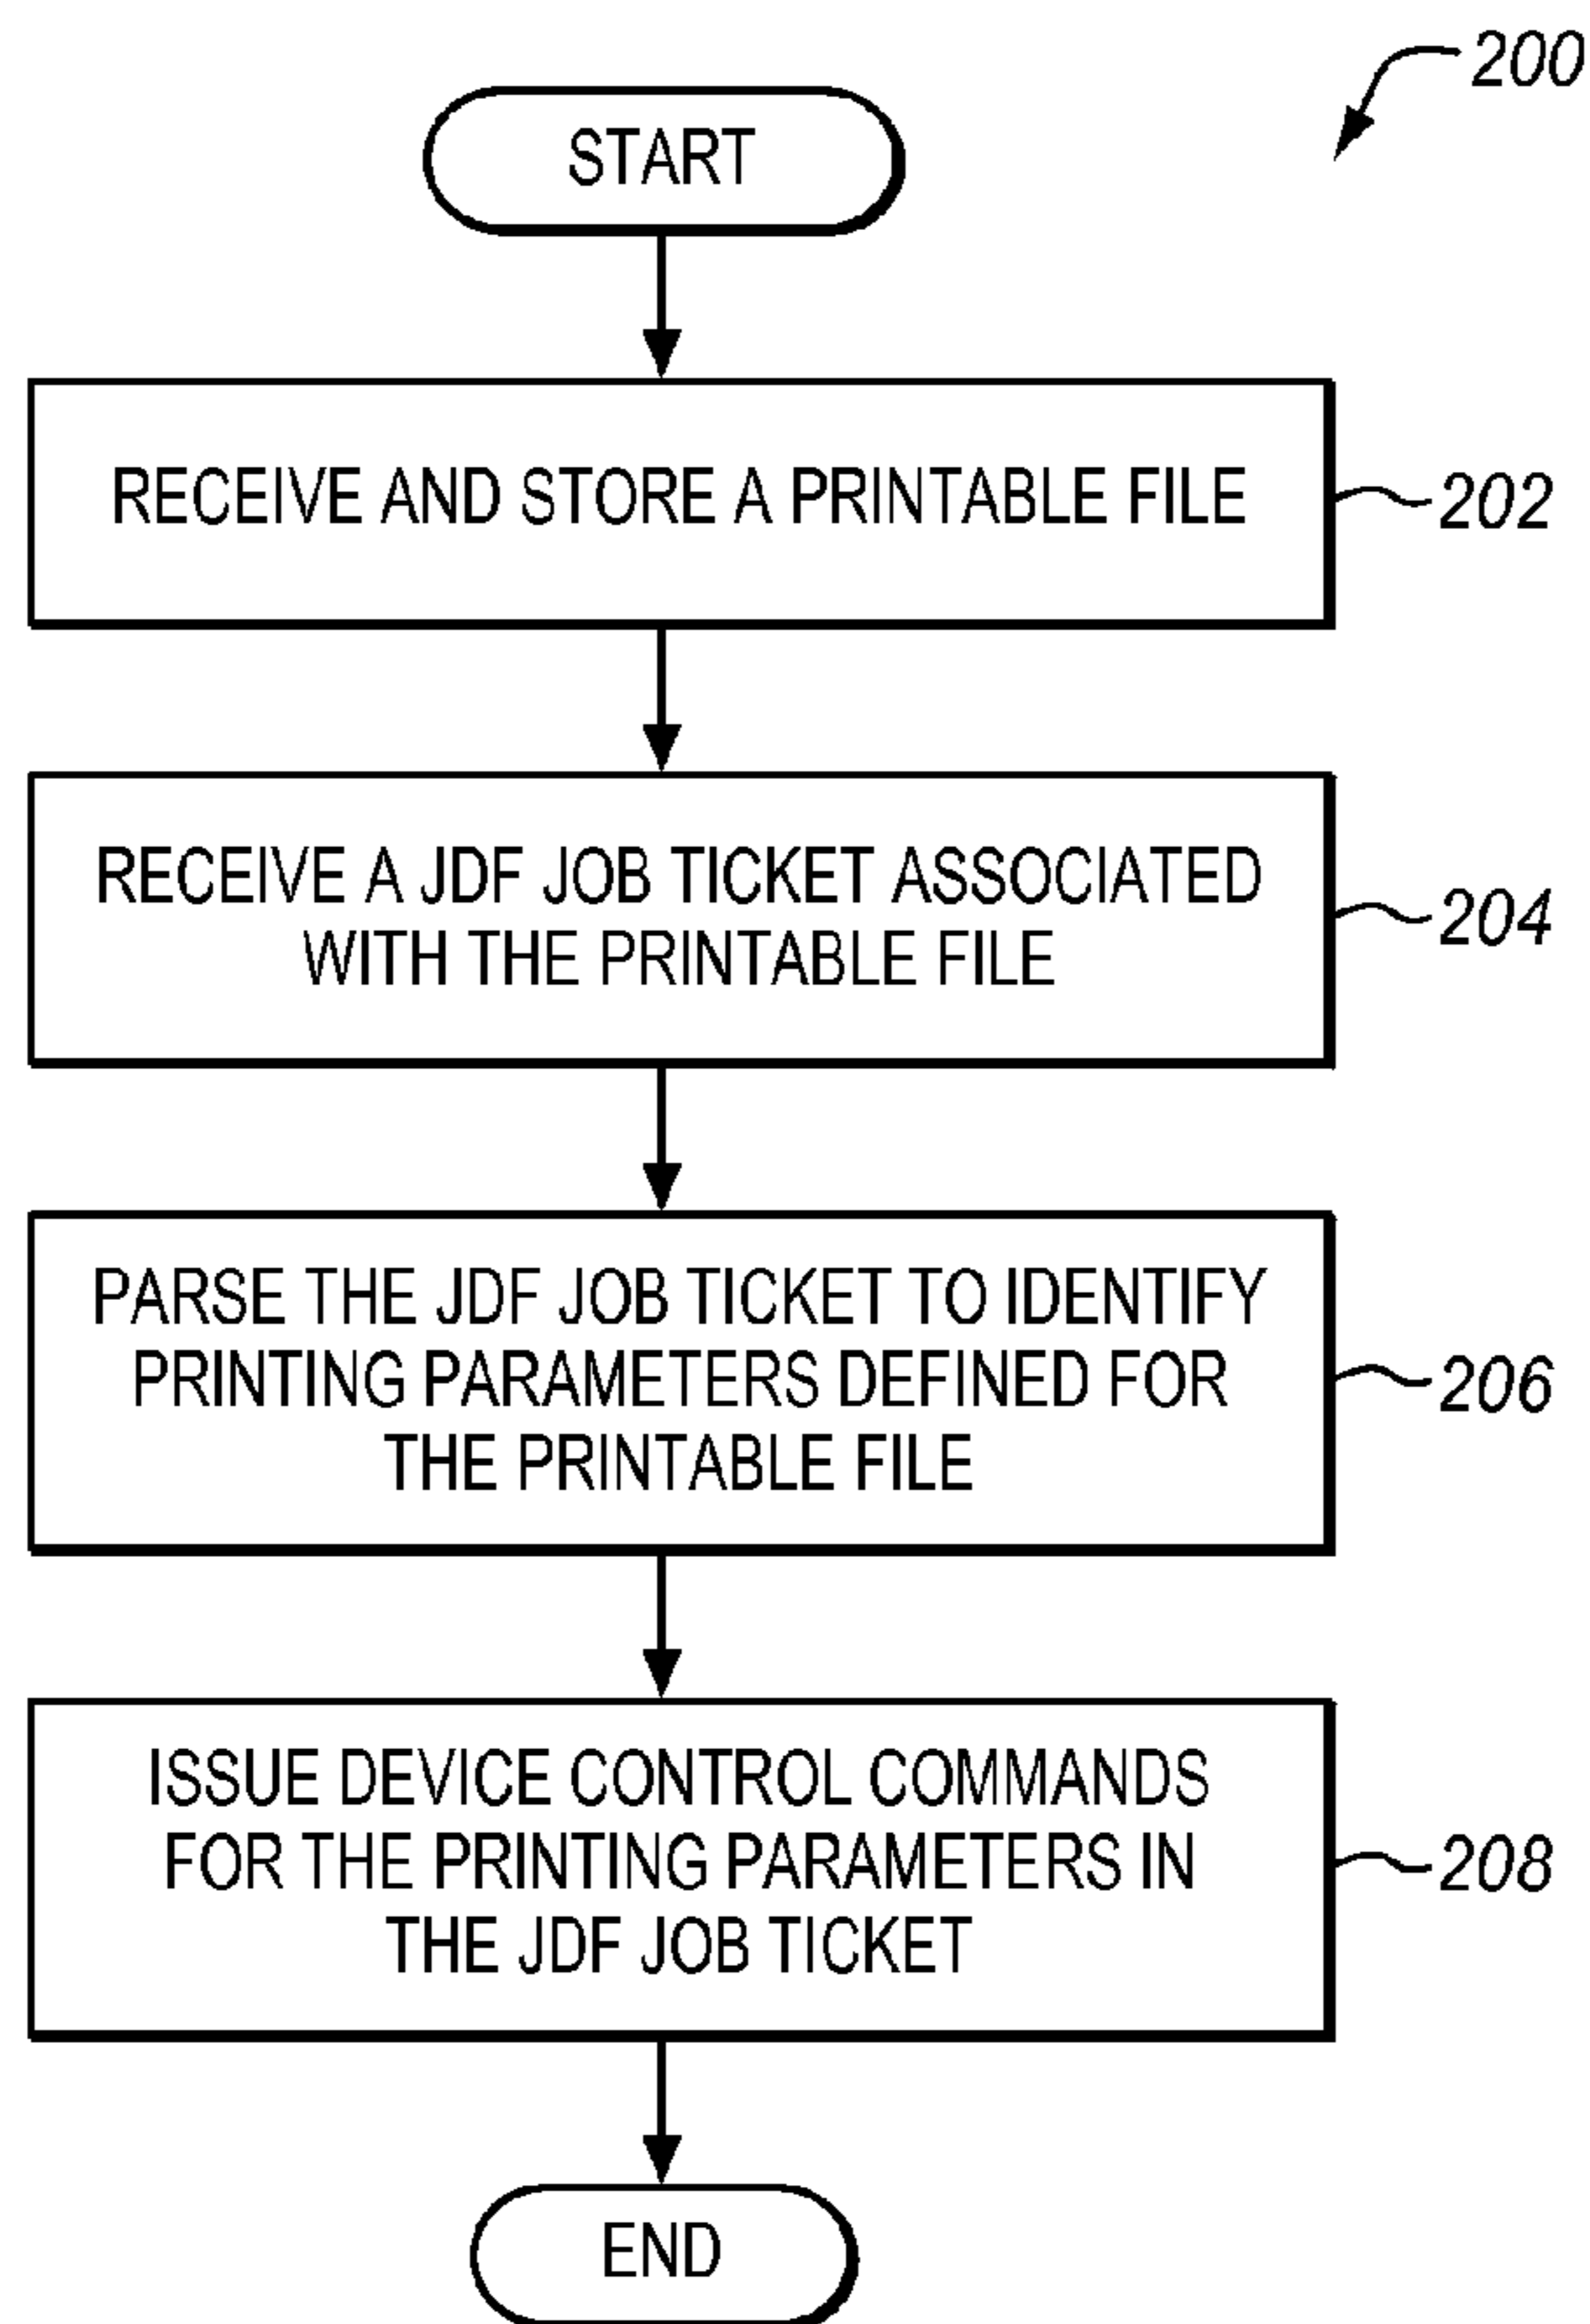 200
START
RECEIVE AND STORE A PRINTABLE FILE
202
RECEIVE A JDF JOB TICKET ASSOCIATED
WITH THE PRINTABLE FILE
204
PARSE THE JDF JOB TICKET TO IDENTIFY
PRINTING PARAMETERS DEFINED FOR
THE PRINTABLE FILE
206
ISSUE DEVICE CONTROL COMMANDS
FOR THE PRINTING PARAMETERS IN
THE JDF JOB TICKET
208
END